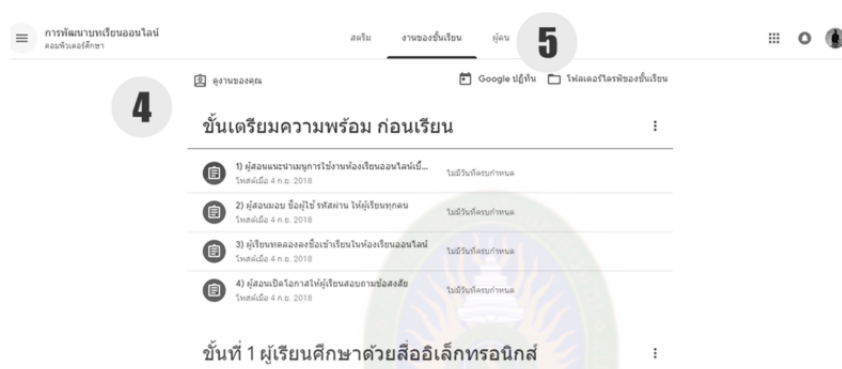 การพัฒนาบทเรียนออนไลน์
คอมพิวเตอร์ศึกษา
สตรีม งานของชั้นเรียน ผู้คน
5
4
ดูงานของคุณ Google ปฏิทิน โฟลเดอร์ไดรฟ์ของชั้นเรียน
ขั้นเตรียมความพร้อม ก่อนเรียน
1) ผู้สอนแนะนำเมนูการใช้งานห้องเรียนออนไลน์เบื้... ไม่มีวันที่ครบกำหนด
โพสต์เมื่อ 4 ก.ย. 2018
2) ผู้สอนมอบ ชื่อผู้ใช้ รหัสผ่าน ให้ผู้เรียนทุกคน ไม่มีวันที่ครบกำหนด
โพสต์เมื่อ 4 ก.ย. 2018
3) ผู้เรียนทดลองลงชื่อเข้าเรียนในห้องเรียนออนไลน์ ไม่มีวันที่ครบกำหนด
โพสต์เมื่อ 4 ก.ย. 2018
4) ผู้สอนเปิดโอกาสให้ผู้เรียนสอบถามข้อสงสัย ไม่มีวันที่ครบกำหนด
โพสต์เมื่อ 4 ก.ย. 2018
ขั้นที่ 1 ผู้เรียนศึกษาด้วยสื่ออิเล็กทรอนิกส์